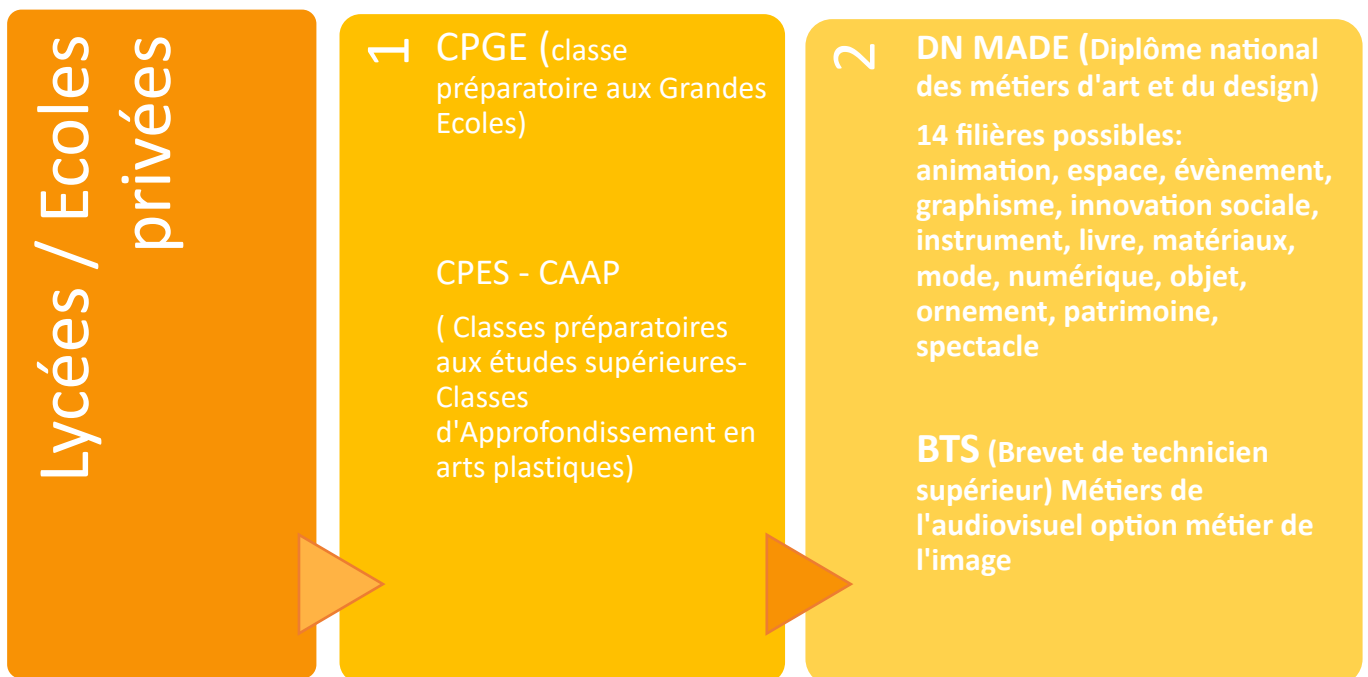 Lycées / Ecoles
privées
1
CPGE (classe
préparatoire aux Grandes
Ecoles)
CPES - CAAP
( Classes préparatoires
aux études supérieures-
Classes
d'Approfondissement en
arts plastiques)
2
DN MADE (Diplôme national
des métiers d'art et du design)
14 filières possibles:
animation, espace, évènement,
graphisme, innovation sociale,
instrument, livre, matériaux,
mode, numérique, objet,
ornement, patrimoine,
spectacle
BTS (Brevet de technicien
supérieur) Métiers de
l'audiovisuel option métier de
l'image